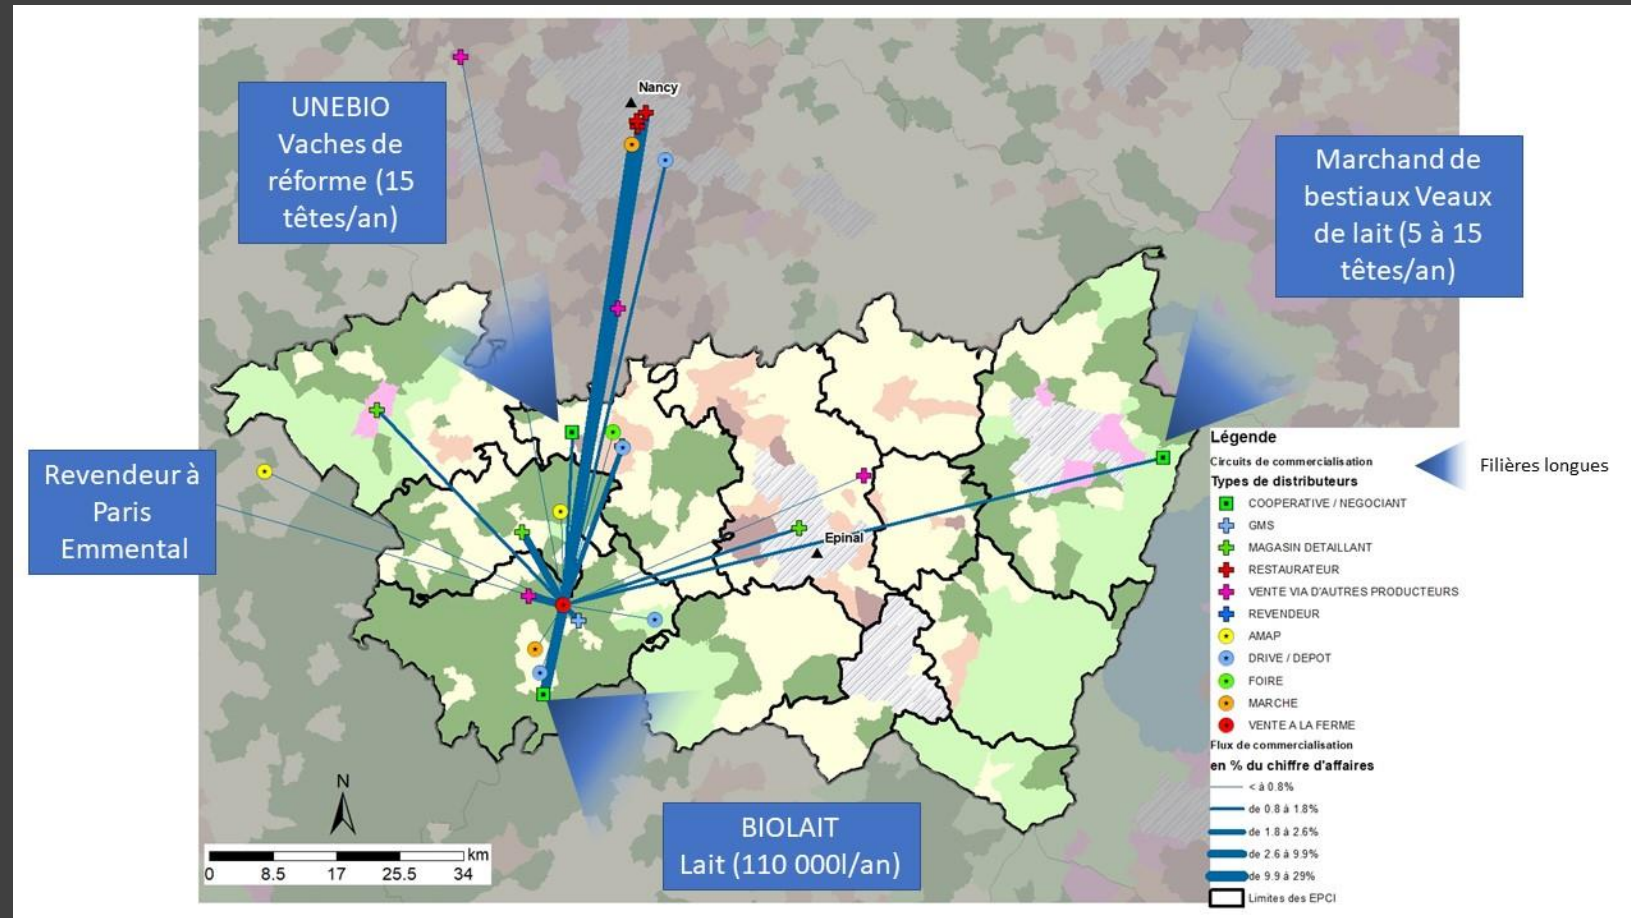 UNEBIO
Vaches de
réforme (15
têtes/an)
Nancy
Marchand de
bestiaux Veaux
de lait (5 à 15
têtes/an)
Revendeur à
Paris
Emmental
Epinal
N
km
0 8.5 17 25.5 34
BIOLAIT
Lait (110 000l/an)
Légende
Circuits de commercialisation
Types de distributeurs
COOPERATIVE / NEGOCIANT
GMS
MAGASIN DETAILLANT
RESTAURATEUR
VENTE VIA D'AUTRES PRODUCTEURS
REVENDEUR
AMAP
DRIVE / DEPOT
FOIRE
MARCHE
VENTE A LA FERME
Flux de commercialisation
en % du chiffre d'affaires
< à 0.8%
de 0.8 à 1.8%
de 1.8 à 2.6%
de 2.6 à 9.9%
de 9.9 à 29%
Limites des EPCI
Filières longues